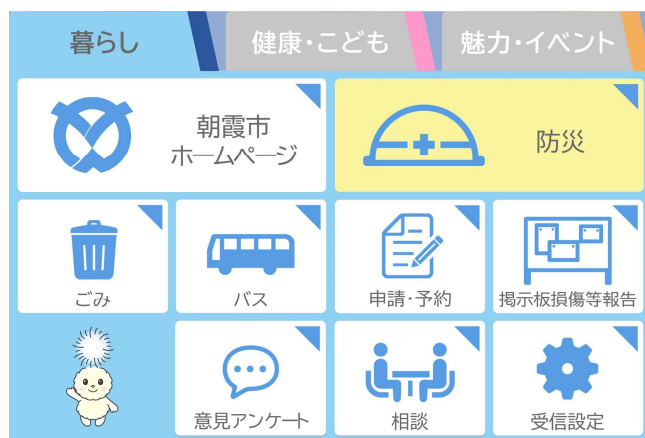 暮らし
健康・こども
魅力・イベント
朝霞市
ホームページ
防災
ごみ
バス
申請・予約
掲示板損傷等報告
意見アンケート
相談
受信設定